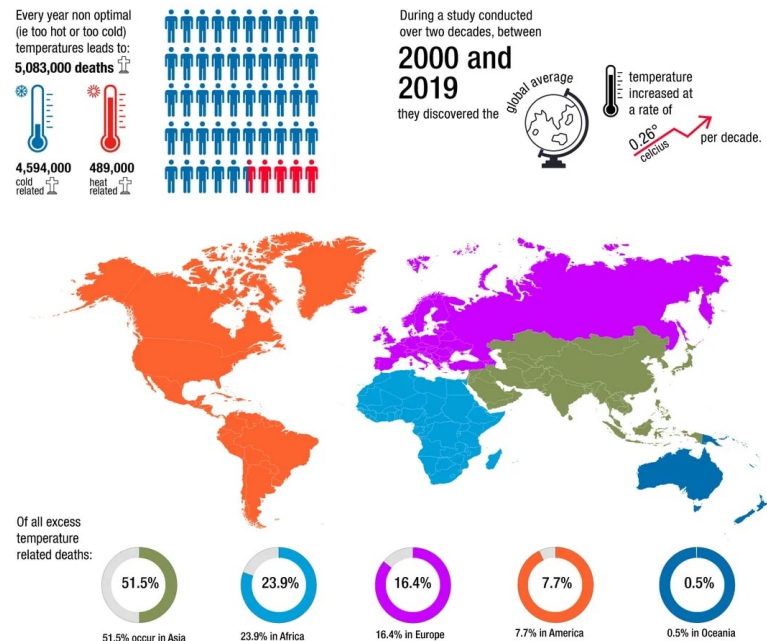 Every year non optimal
(ie too hot or too cold)
temperatures leads to:
5,083,000 deaths
4,594,000
cold
related
489,000
heat
related
During a study conducted
over two decades, between
2000 and
2019
they discovered the
global average
temperature
increased at
a rate of
0.26°
celcius
per decade.
Of all excess
temperature
related deaths:
51.5%
23.9%
16.4%
7.7%
0.5%
51.5% occur in Asia
23.9% in Africa
16.4% in Europe
7.7% in America
0.5% in Oceania